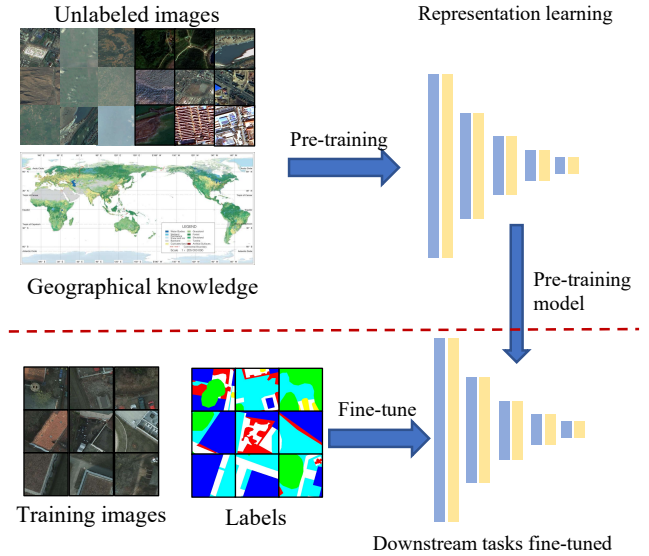 Unlabeled images
Representation learning
Pre-training
LEGEND
Geographical knowledge
Pre-training
model
Fine-tune
Training images
Labels
Downstream tasks fine-tuned